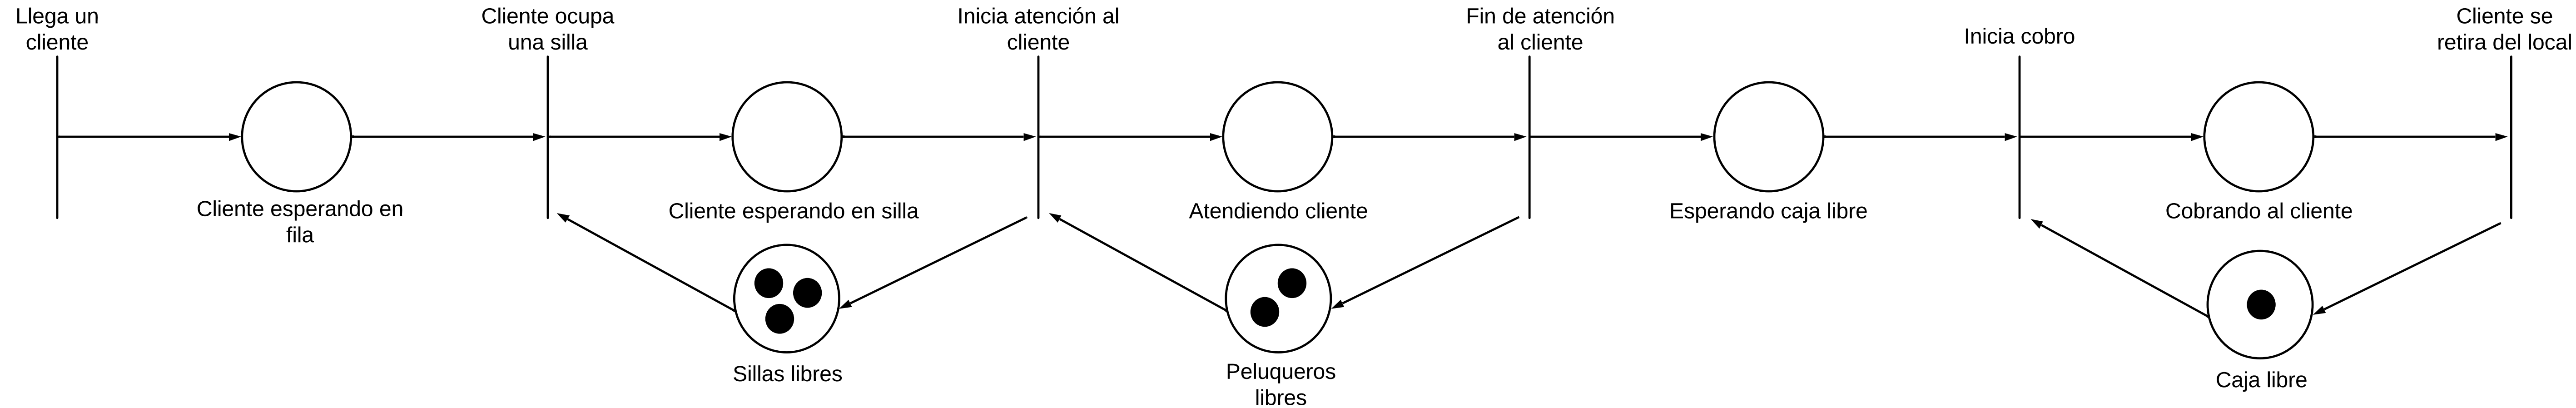 Llega un
cliente
Cliente ocupa
una silla
Inicia atención al
cliente
Fin de atención
al cliente
Inicia cobro
Cliente se
retira del local
Cliente esperando en
fila
Cliente esperando en silla
Atendiendo cliente
Esperando caja libre
Cobrando al cliente
Sillas libres
Peluqueros
libres
Caja libre